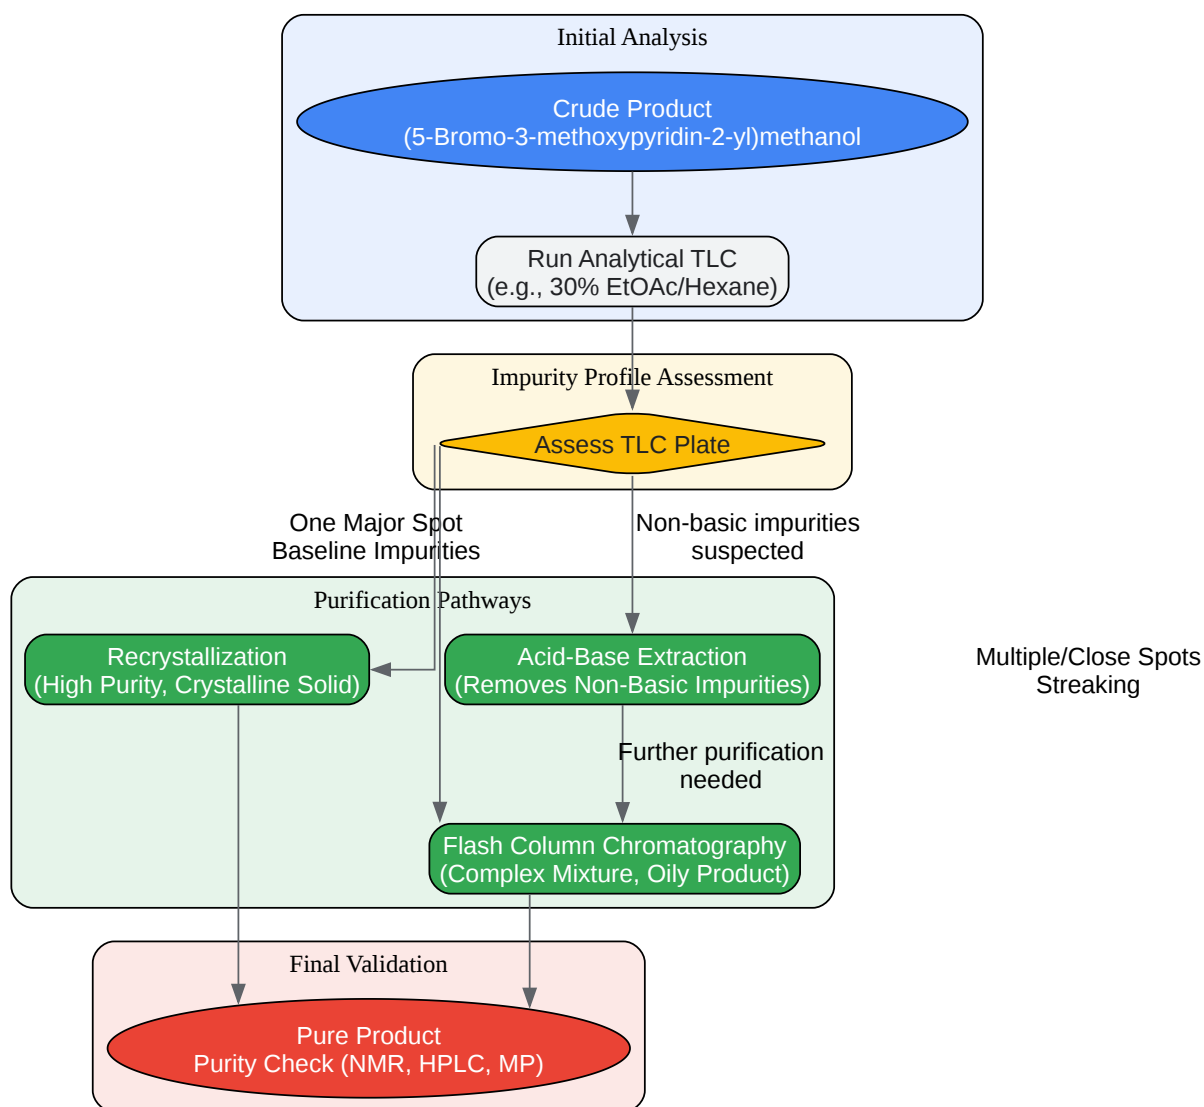 Initial Analysis
Crude Product
(5-Bromo-3-methoxypyridin-2-yl)methanol
Run Analytical TLC
(e.g., 30% EtOAc/Hexane)
Impurity Profile Assessment
Assess TLC Plate
One Major Spot
Baseline Impurities
Non-basic impurities
suspected
Purification Pathways
Recrystallization
(High Purity, Crystalline Solid)
Acid-Base Extraction
(Removes Non-Basic Impurities)
Multiple/Close Spots
Streaking
Further purification
needed
Flash Column Chromatography
(Complex Mixture, Oily Product)
Final Validation
Pure Product
Purity Check (NMR, HPLC, MP)